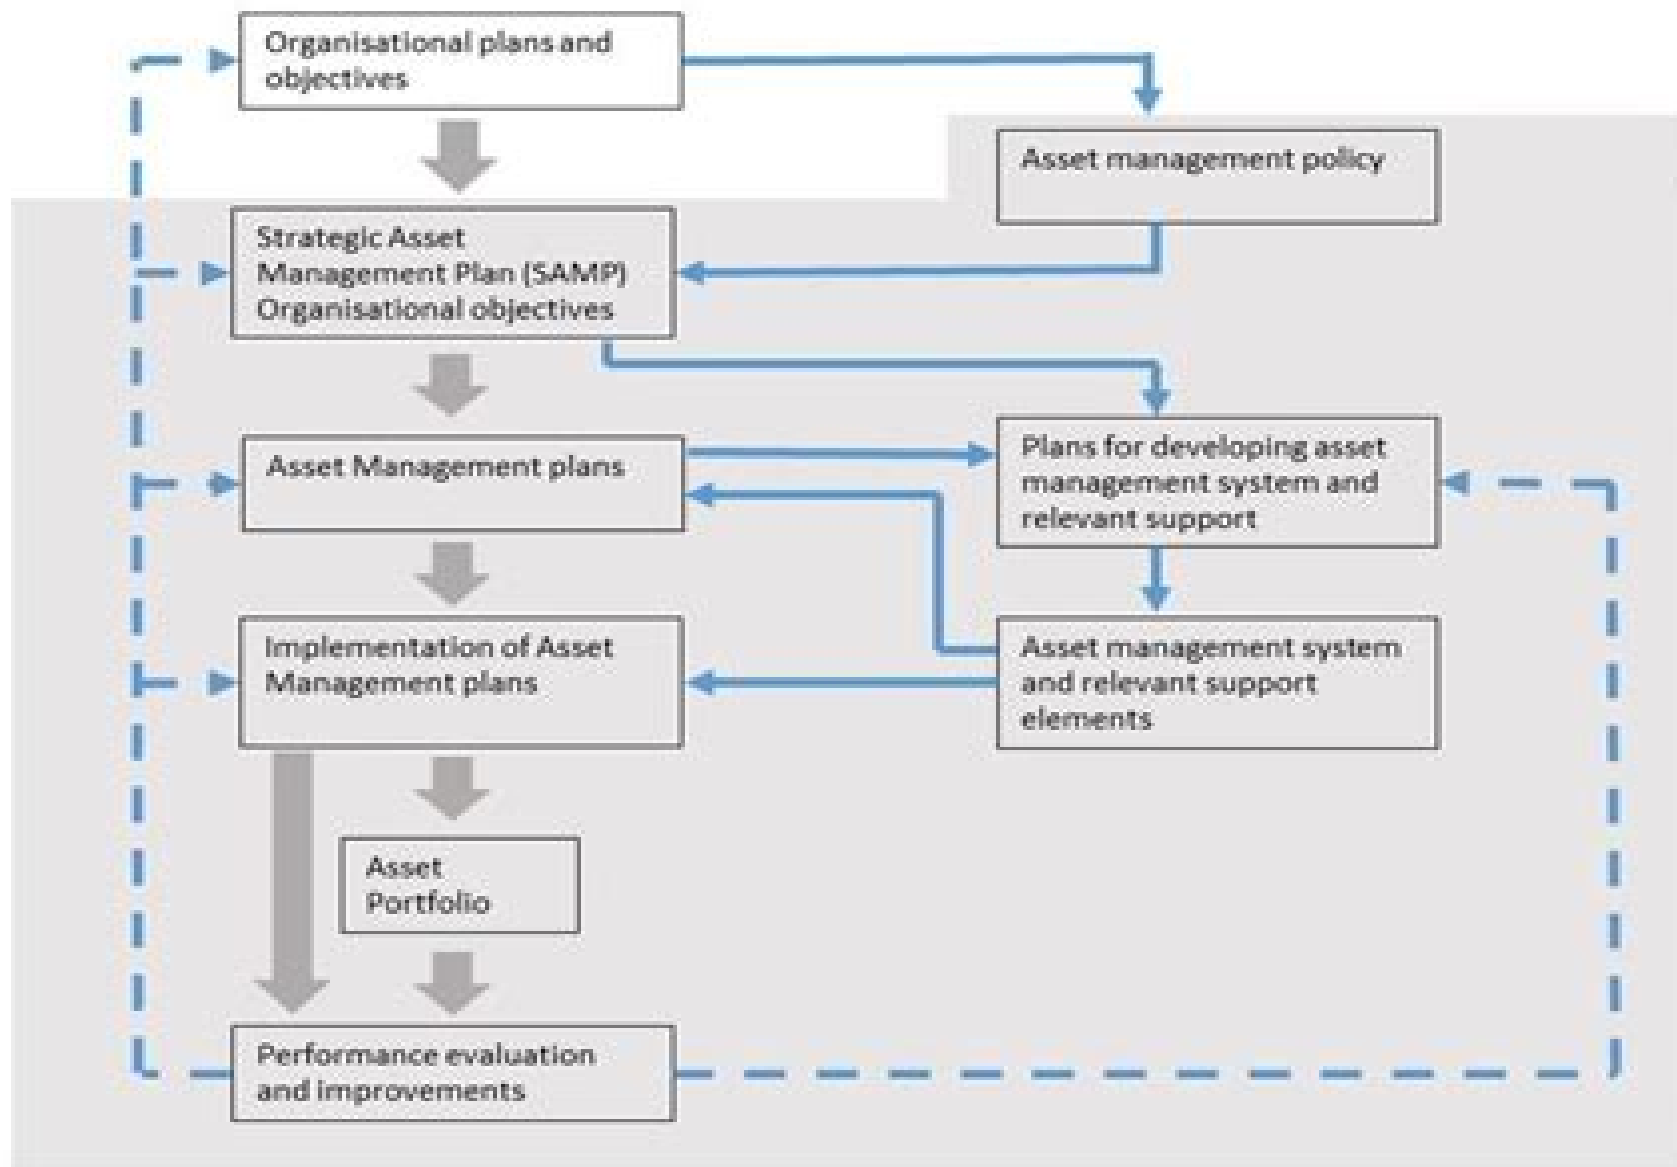 Organisational plans and
objectives
Asset management policy
Strategic Asset
Management Plan (SAMP)
Organisational objectives
Asset Management plans
Plans for developing asset
management system and
relevant support
Implementation of Asset
Management plans
Asset management system
and relevant support
elements
Asset
Portfolio
Performance evaluation
and improvements